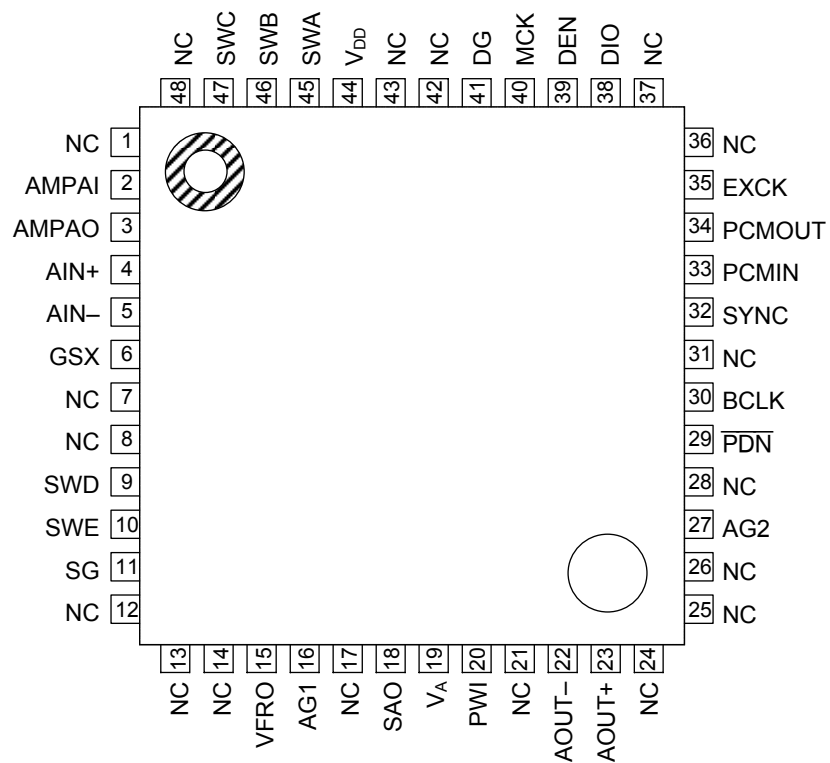 NC SWC SWB SWA VDD NC NC DG MCK DEN DIO NC
48 47 46 45 44 43 42 41 40 39 38 37
NC 1
AMPAI 2
AMPAO 3
AIN+ 4
AIN– 5
GSX 6
NC 7
NC 8
SWD 9
SWE 10
SG 11
NC 12
36 NC
35 EXCK
34 PCMOUT
33 PCMIN
32 SYNC
31 NC
30 BCLK
29 PDN
28 NC
27 AG2
26 NC
25 NC
13 14 15 16 17 18 19 20 21 22 23 24
NC NC VFRO AG1 NC SAO VA PWI NC AOUT– AOUT+ NC